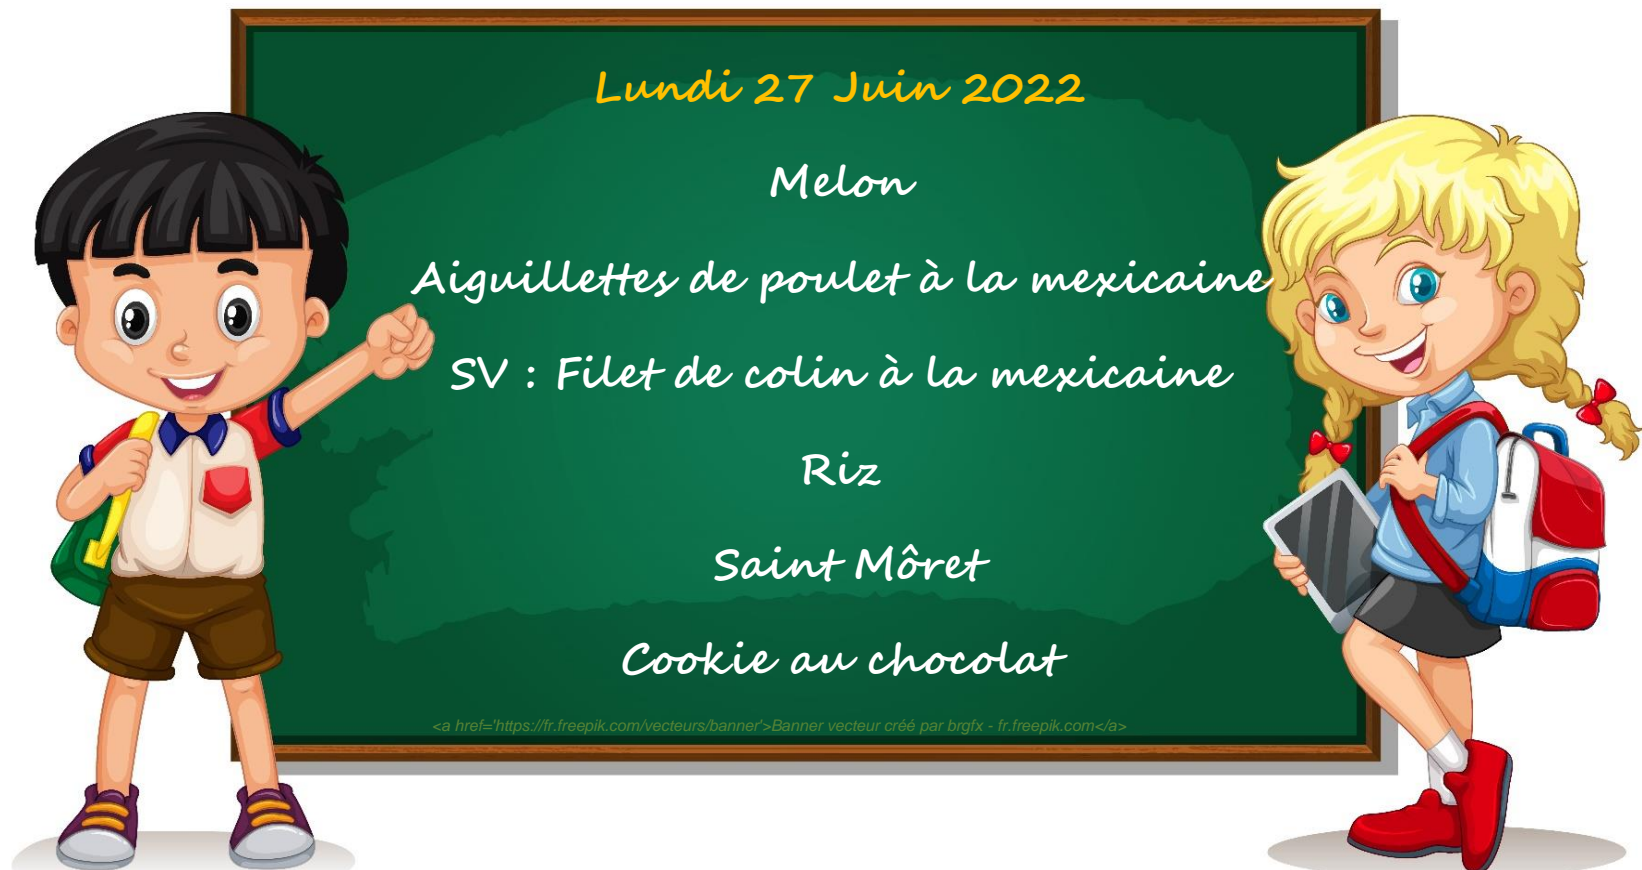 Lundi 27 Juin 2022
Melon
Aiguillettes de poulet à la mexicaine
SV : Filet de colin à la mexicaine
Riz
Saint Môret
Cookie au chocolat
<a href='https://fr.freepik.com/vecteurs/banner'>Banner vecteur créé par brgfx - fr.freepik.com</a>